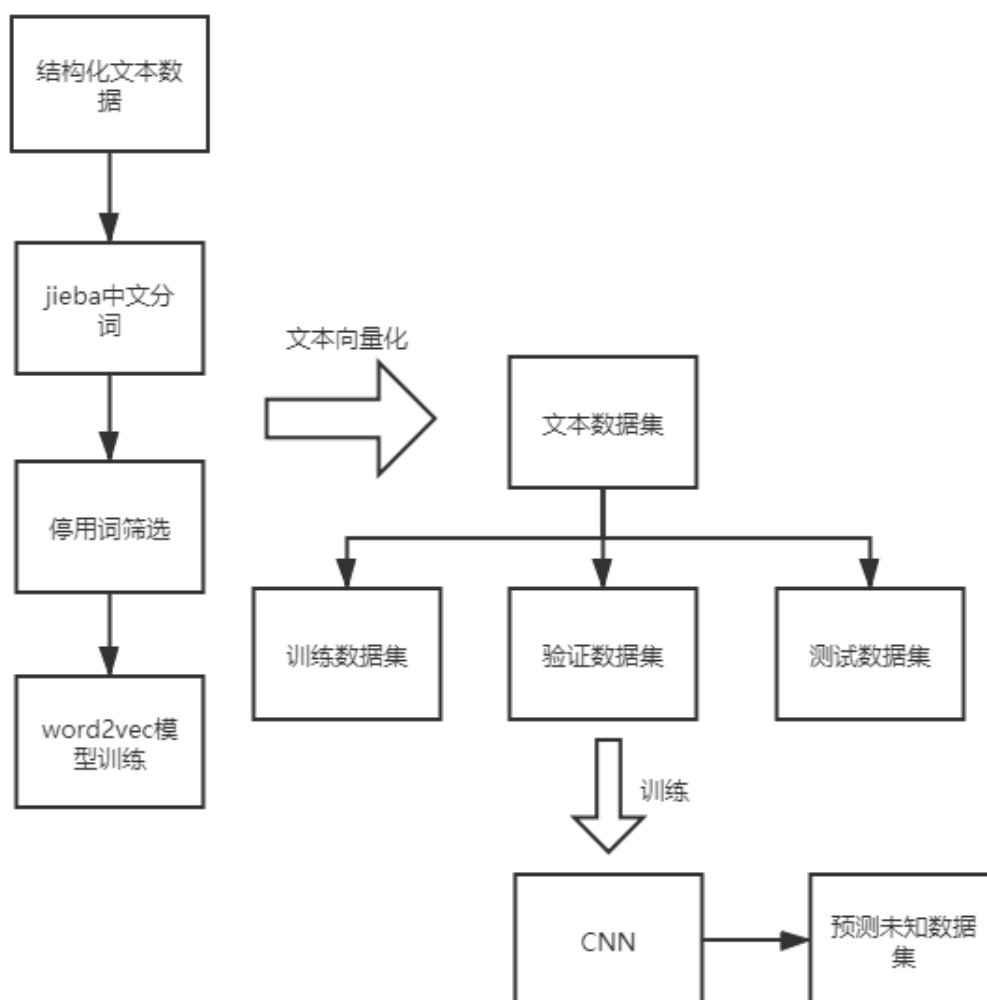 结构化文本数
据
jieba中文分
词
停用词筛选
word2vec模
型训练
文本向量化
文本数据集
训练数据集
验证数据集
测试数据集
训练
CNN
预测未知数据
集